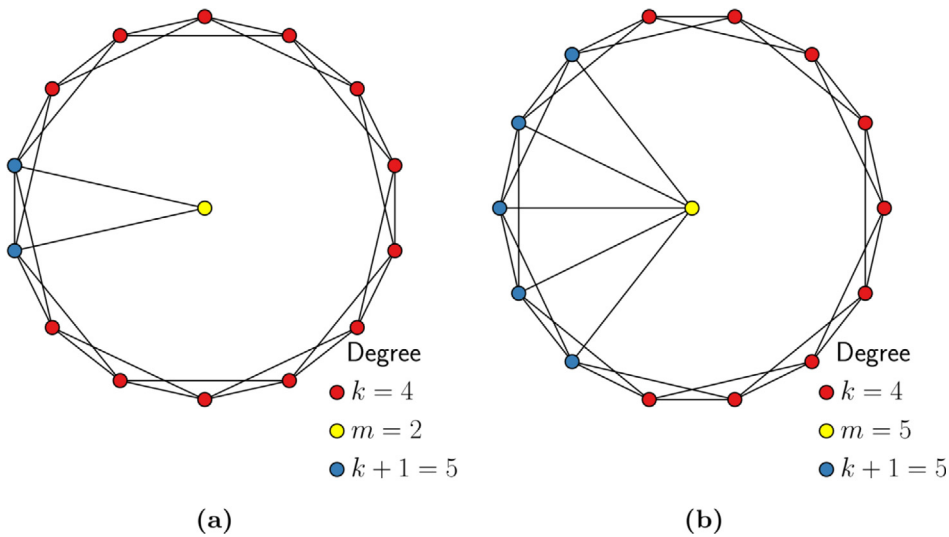 Degree
k = 4
m = 2
k + 1 = 5
(a)
Degree
k = 4
m = 5
k + 1 = 5
(b)